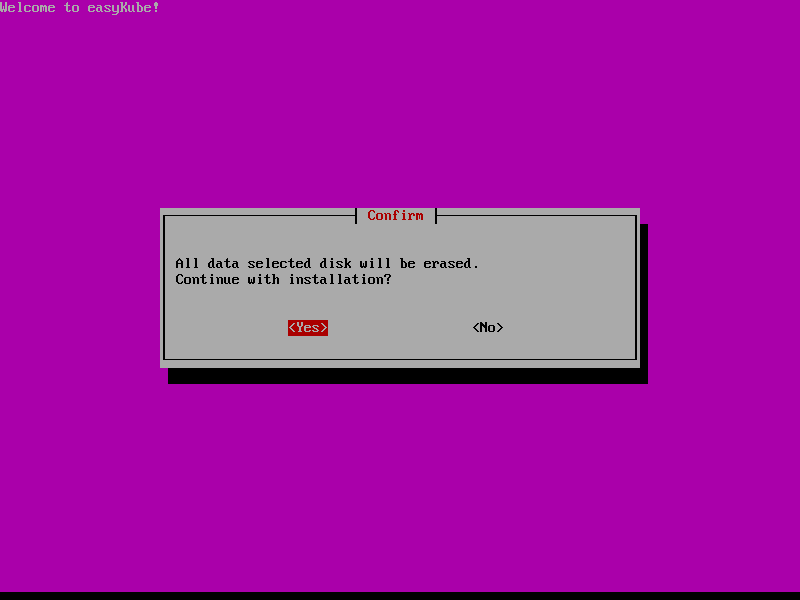 Welcome to easyKube!
Confirm
All data selected disk will be erased.
Continue with installation?
<Yes> <No>